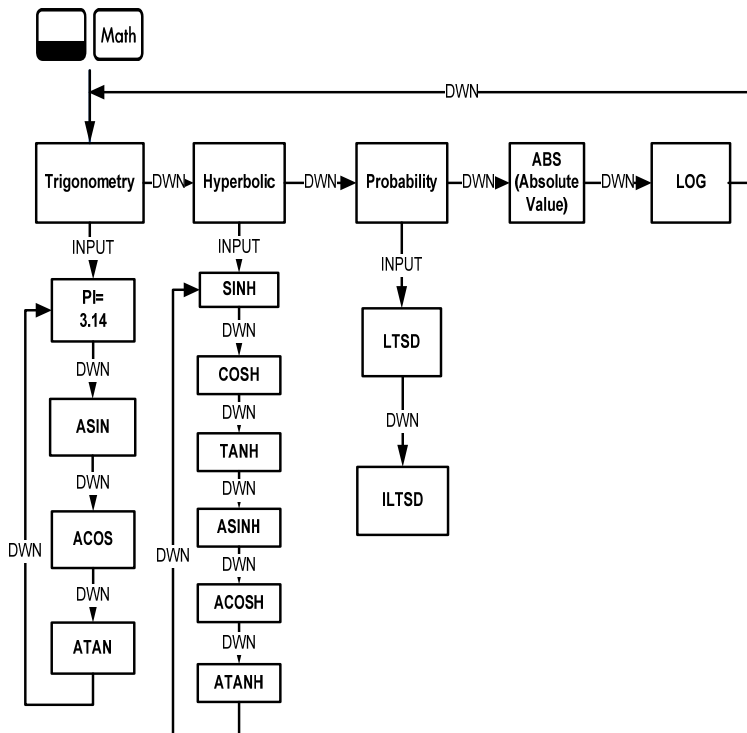 Math
DWN
Trigonometry
DWN
Hyperbolic
DWN
Probability
DWN
ABS
(Absolute
Value)
DWN
LOG
INPUT
PI=
3.14
DWN
ASIN
DWN
ACOS
DWN
ATAN
DWN
INPUT
SINH
DWN
COSH
DWN
TANH
DWN
ASINH
DWN
ACOSH
DWN
ATANH
DWN
INPUT
LTSD
DWN
ILTSD